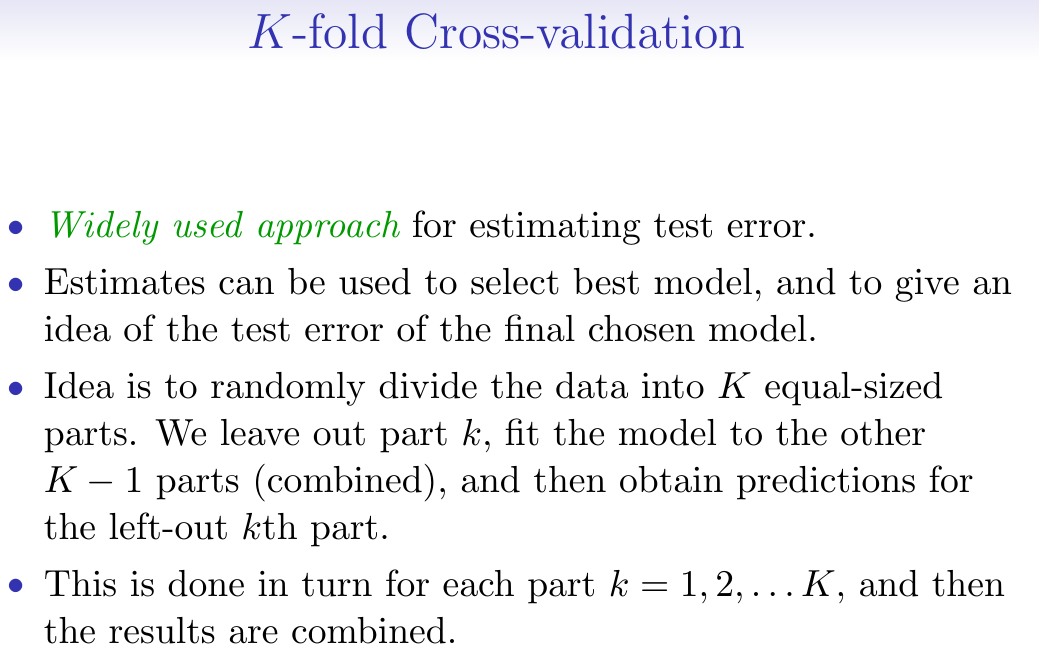 K-fold Cross-validation
• Widely used approach for estimating test error.
• Estimates can be used to select best model, and to give an
idea of the test error of the final chosen model.
• Idea is to randomly divide the data into K equal-sized
parts. We leave out part k, fit the model to the other
K − 1 parts (combined), and then obtain predictions for
the left-out kth part.
• This is done in turn for each part k = 1, 2, . . . K, and then
the results are combined.